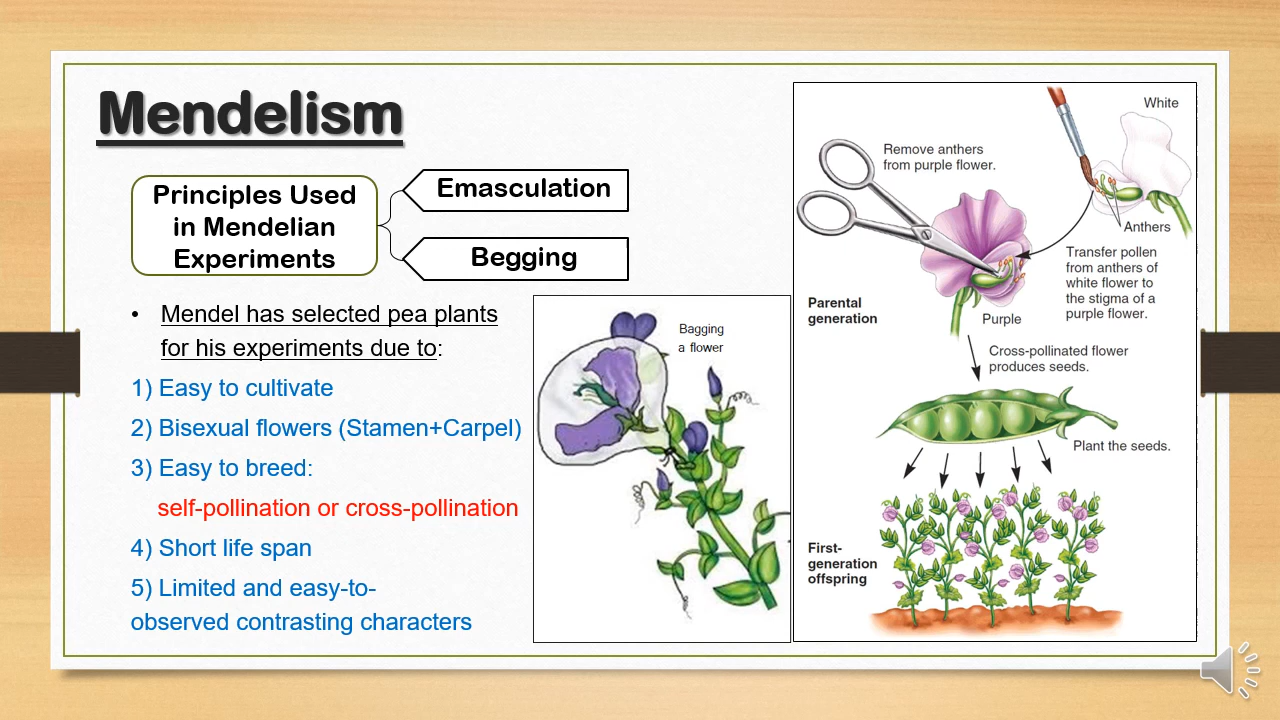 Mendelism
Principles Used
in Mendelian
Experiments
Emasculation
Begging
• Mendel has selected pea plants
for his experiments due to:
1) Easy to cultivate
2) Bisexual flowers (Stamen+Carpel)
3) Easy to breed:
self-pollination or cross-pollination
4) Short life span
5) Limited and easy-to-
observed contrasting characters
Bagging
a flower
White
Remove anthers
from purple flower.
Anthers
Transfer pollen
from anthers of
white flower to
the stigma of a
purple flower.
Parental
generation
Purple
Cross-pollinated flower
produces seeds.
Plant the seeds.
First-
generation
offspring